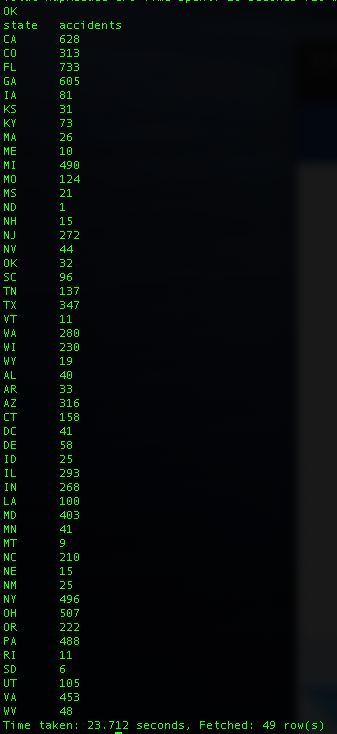 OK
state accidents
CA 628
CO 313
FL 733
GA 605
IA 81
KS 31
KY 73
MA 26
ME 10
MI 490
MO 124
MS 21
ND 1
NH 15
NJ 272
NV 44
OK 32
SC 96
TN 137
TX 347
VT 11
WA 280
WI 230
WY 19
AL 40
AR 33
AZ 316
CT 158
DC 41
DE 58
ID 25
IL 293
IN 268
LA 100
MD 403
MN 41
MT 9
NC 210
NE 15
NM 25
NY 496
OH 507
OR 222
PA 488
RI 11
SD 6
UT 105
VA 453
WV 48
Time taken: 23.712 seconds, Fetched: 49 row(s)